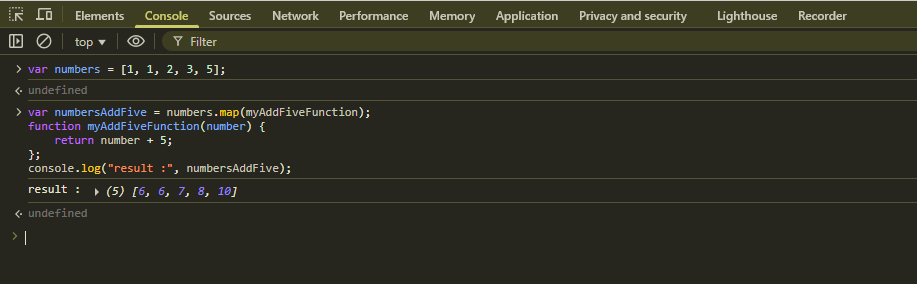 Elements Console Sources Network Performance Memory Application Privacy and security Lighthouse Recorder
top Filter
var numbers = [1, 1, 2, 3, 5];
undefined
var numbersAddFive = numbers.map(myAddFiveFunction);
function myAddFiveFunction(number) {
    return number + 5;
};
console.log("result :", numbersAddFive);
result : (5) [6, 6, 7, 8, 10]
undefined